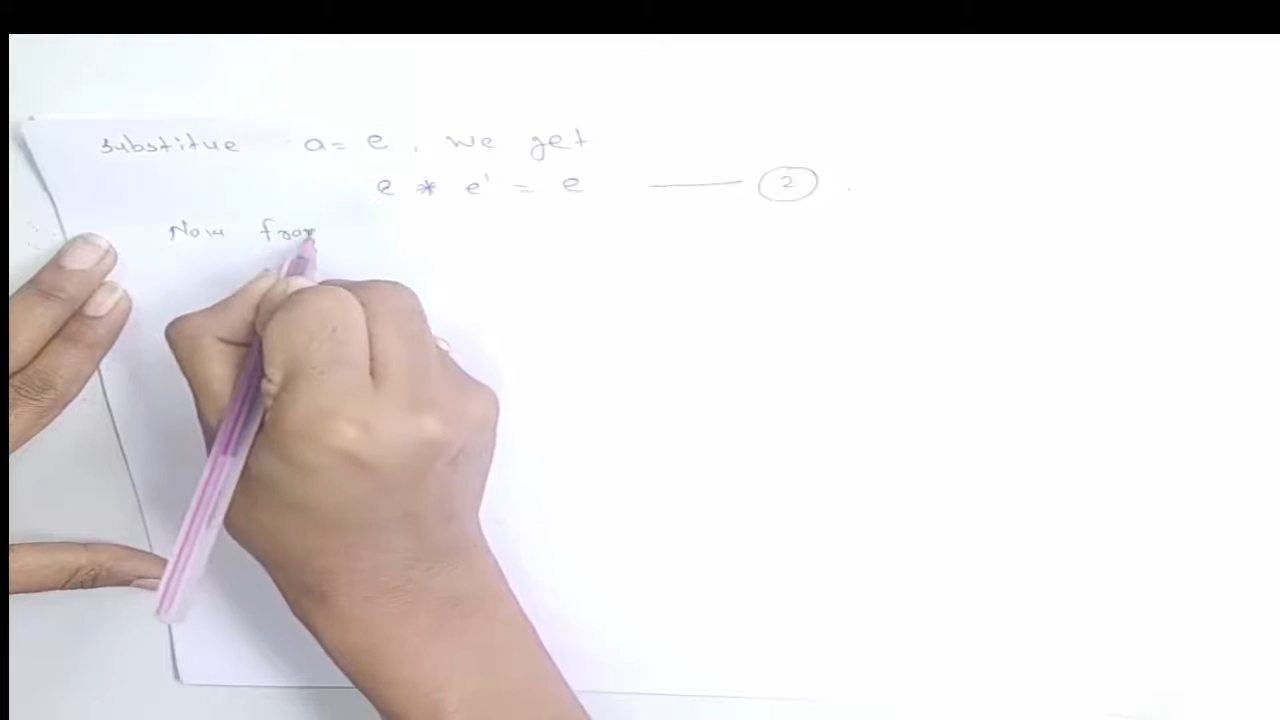 substitue a = e, we get
e * e' = e —— 2
Now from